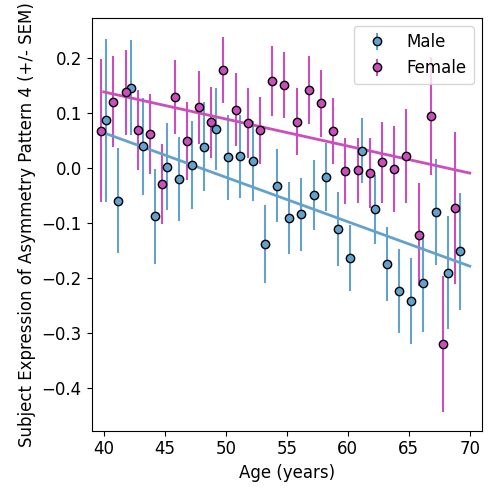 Male
Female
Subject Expression of Asymmetry Pattern 4 (+/- SEM)
0.2
0.1
0.0
−0.1
−0.2
−0.3
−0.4
40 45 50 55 60 65 70
Age (years)